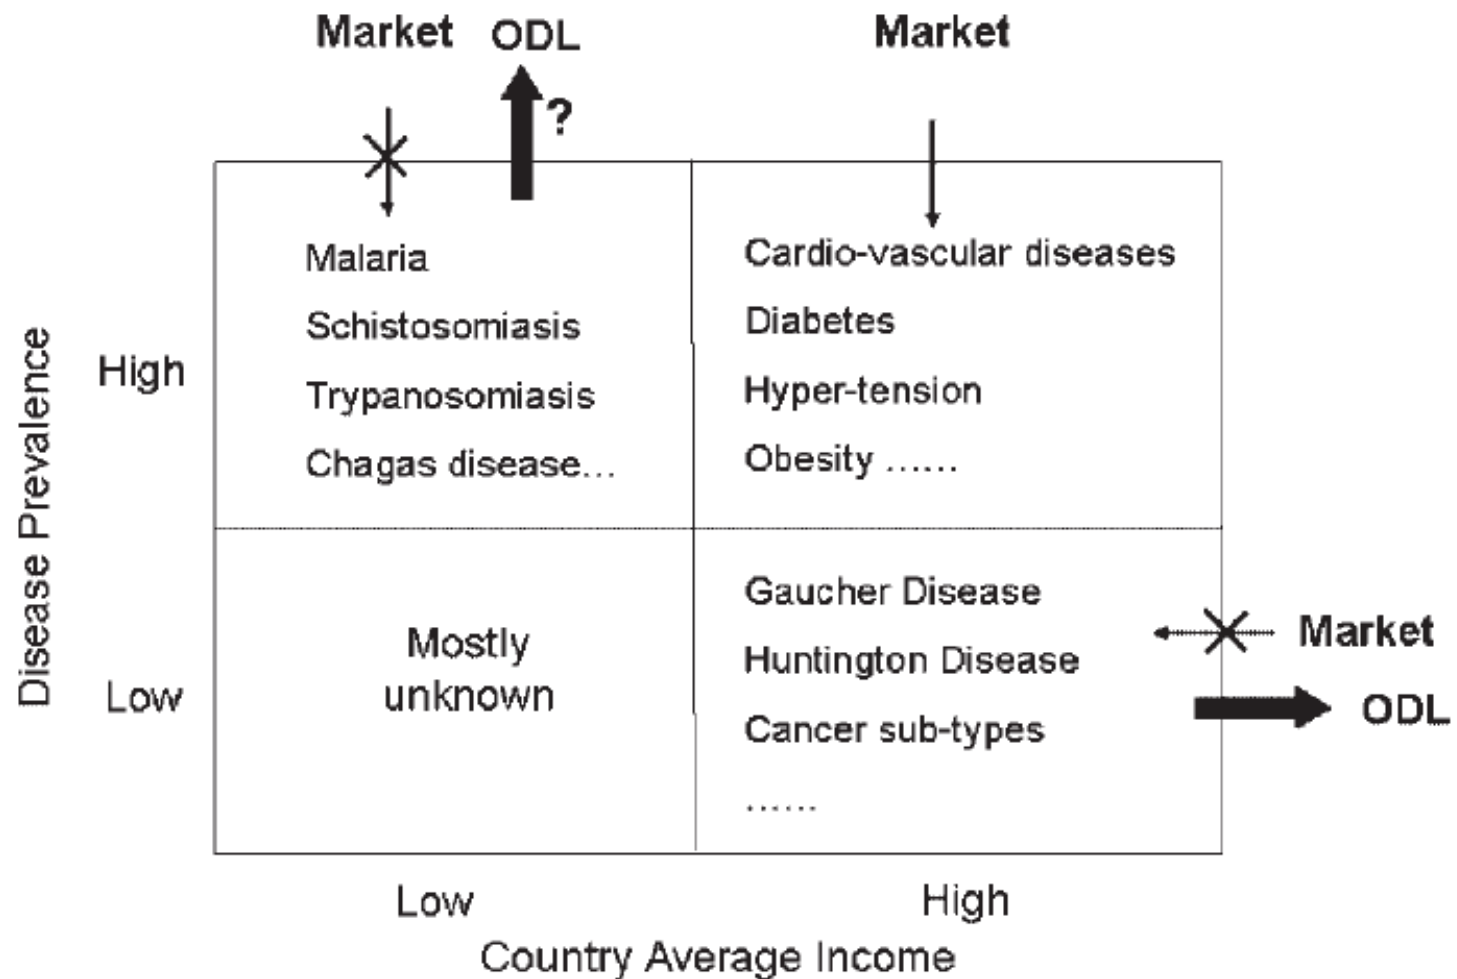 Market ODL Market
?
Malaria
Schistosomiasis
Trypanosomiasis
Chagas disease...
Cardio-vascular diseases
Diabetes
Hyper-tension
Obesity ......
Disease Prevalence
High
Low
Mostly
unknown
Gaucher Disease
Huntington Disease
Cancer sub-types
......
Market
ODL
Low High
Country Average Income